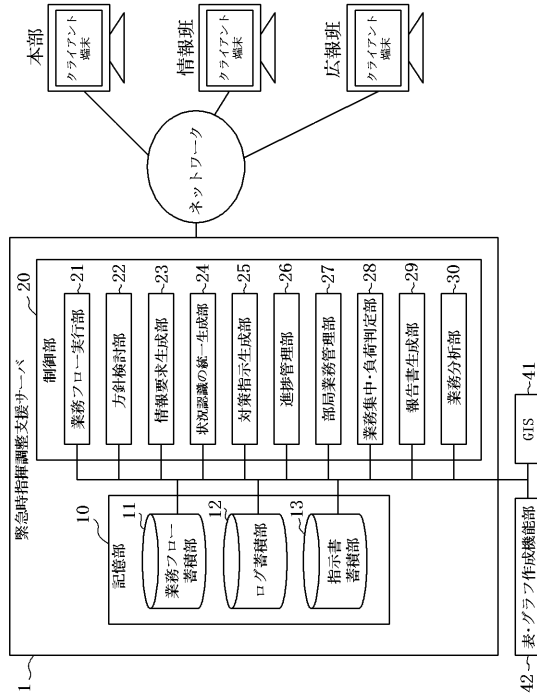 1
緊急時指揮調整支援サーバ
10
記憶部
11
業務フロー
蓄積部
12
ログ蓄積部
13
指示書
蓄積部
20
制御部
業務フロー実行部
21
方針検討部
22
情報要求生成部
23
状況認識の統一生成部
24
対策指示生成部
25
進捗管理部
26
部局業務管理部
27
業務集中・負荷判定部
28
報告書生成部
29
業務分析部
30
42
表・グラフ作成機能部
GIS
41
ネットワーク
本部
クライアント
端末
情報班
クライアント
端末
広報班
クライアント
端末